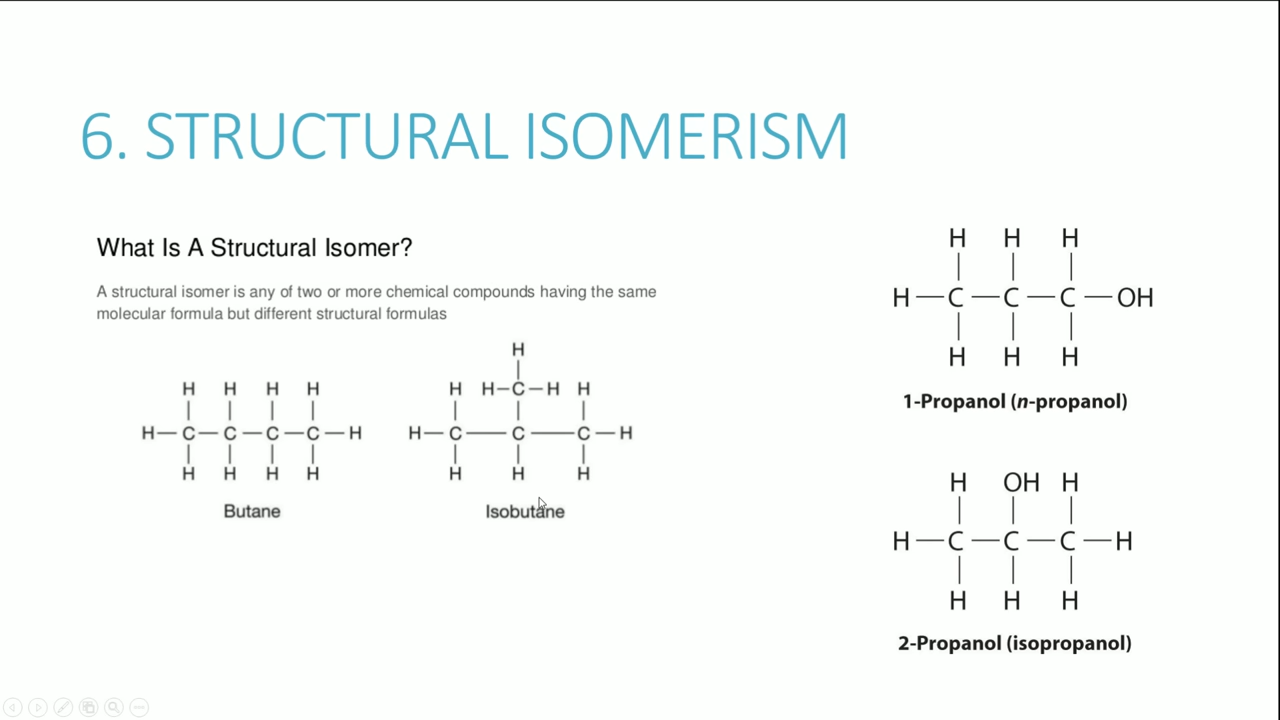 6. STRUCTURAL ISOMERISM
What Is A Structural Isomer?
A structural isomer is any of two or more chemical compounds having the same
molecular formula but different structural formulas
H
H H H H
H H–C–H H
H–C–C–C–C–H
H–C–C–C–H
H H H H
H H H
Butane
Isobutane
H H H
H–C–C–C–OH
H H H
1-Propanol (n-propanol)
H OH H
H–C–C–C–H
H H H
2-Propanol (isopropanol)